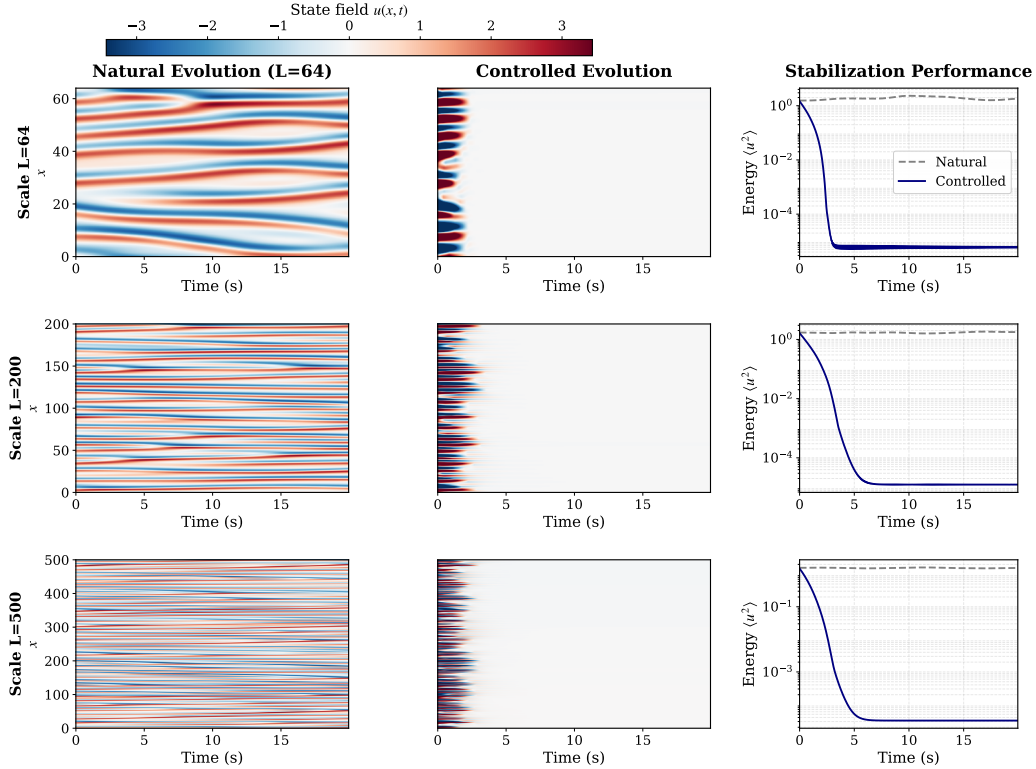 State field u(x, t)
−3 −2 −1 0 1 2 3
Natural Evolution (L=64)
Controlled Evolution
Stabilization Performance
Scale L=64
x
60
40
20
0
0 5 10 15
Time (s)
0 5 10 15
Time (s)
Energy ⟨u²⟩
10⁰
10⁻²
10⁻⁴
Natural
Controlled
0 5 10 15
Time (s)
Scale L=200
x
200
150
100
50
0
0 5 10 15
Time (s)
0 5 10 15
Time (s)
Energy ⟨u²⟩
10⁰
10⁻²
10⁻⁴
0 5 10 15
Time (s)
Scale L=500
x
500
400
300
200
100
0
0 5 10 15
Time (s)
0 5 10 15
Time (s)
Energy ⟨u²⟩
10⁻¹
10⁻³
0 5 10 15
Time (s)